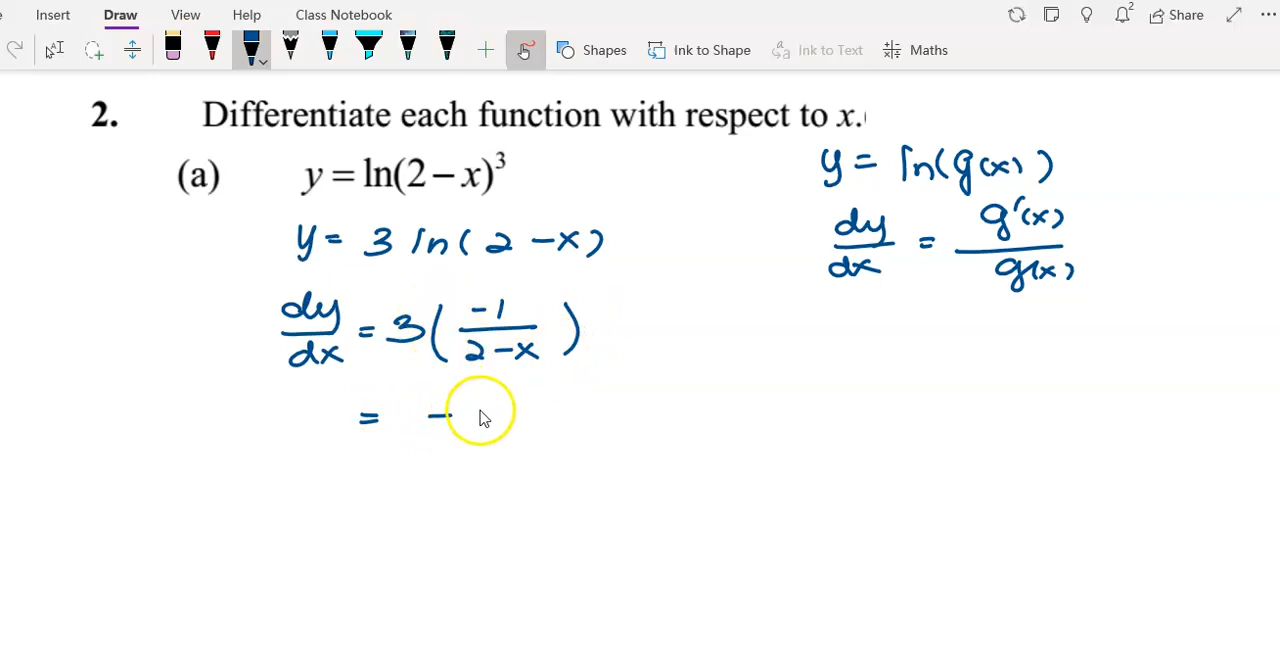 Insert Draw View Help Class Notebook 2 Share
Shapes Ink to Shape Ink to Text Maths
2. Differentiate each function with respect to x.
(a) y = ln(2 − x)³
y = ln(g(x))
y = 3 ln(2 − x)
dy/dx = g'(x)/g(x)
dy/dx = 3(−1/2−x)
= −